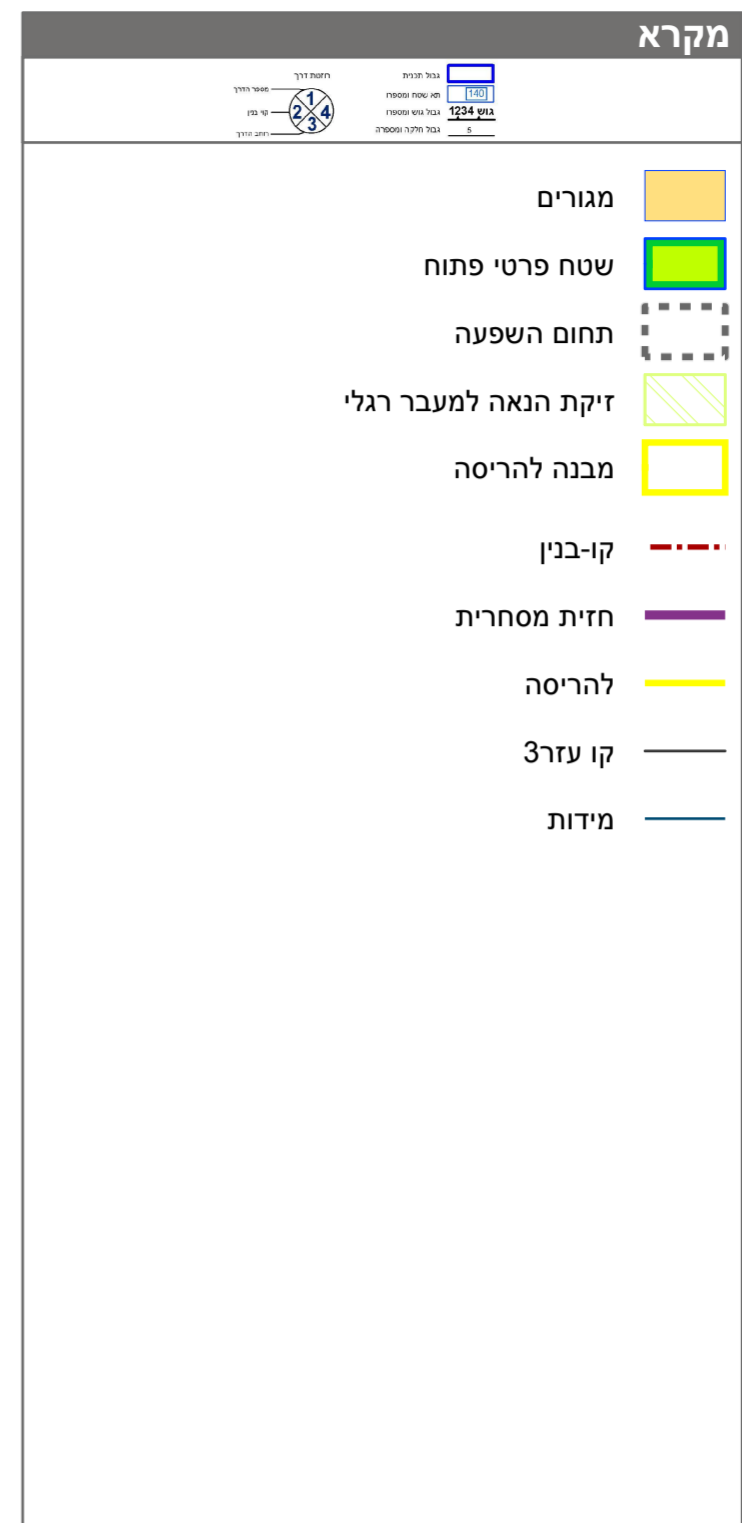 מקרא
גבול תכנית
תא שטח ומספרו 140
גבול גוש ומספרו גוש 1234
גבול חלקה ומספרה 5
רוזטת דרך
מספר הדרך
קוי בנין
רוחב הדרך
1
2 4
3
מגורים
שטח פרטי פתוח
תחום השפעה
זיקת הנאה למעבר רגלי
מבנה להריסה
קו-בנין
חזית מסחרית
להריסה
קו עזר3
מידות